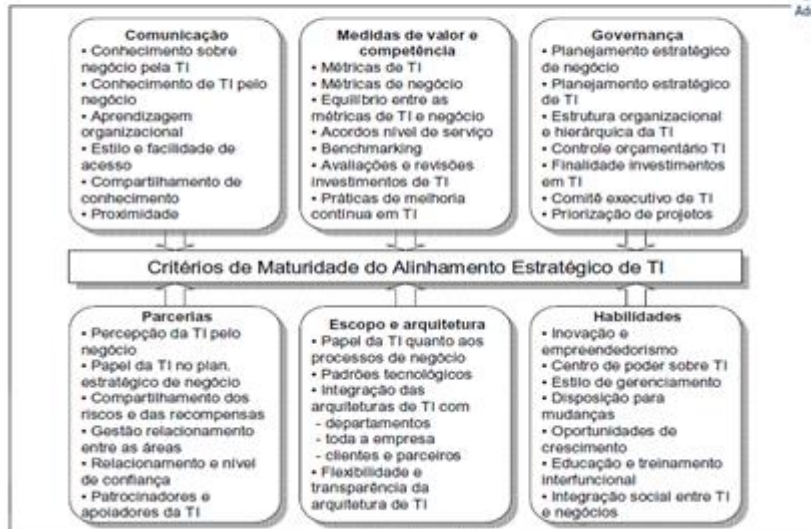 Comunicação
• Conhecimento sobre
negócio pela TI
• Conhecimento de TI pelo
negócio
• Aprendizagem
organizacional
• Estilo e facilidade de
acesso
• Compartilhamento de
conhecimento
• Proximidade
Medidas de valor e
competência
• Métricas de TI
• Métricas de negócio
• Equilíbrio entre as
métricas de TI e negócio
• Acordos nível de serviço
• Benchmarking
• Avaliações e revisões
investimentos de TI
• Práticas de melhoria
contínua em TI
Governança
• Planejamento estratégico
de negócio
• Planejamento estratégico
de TI
• Estrutura organizacional
e hierárquica da TI
• Controle orçamentário TI
• Finalidade investimentos
em TI
• Comitê executivo de TI
• Priorização de projetos
Critérios de Maturidade do Alinhamento Estratégico de TI
Parcerias
• Percepção da TI pelo
negócio
• Papel da TI no plan.
estratégico de negócio
• Compartilhamento dos
riscos e das recompensas
• Gestão relacionamento
entre as áreas
• Relacionamento e nível
de confiança
• Patrocinadores e
apoiadores da TI
Escopo e arquitetura
• Papel da TI quanto aos
processos de negócio
• Padrões tecnológicos
• Integração das
arquiteturas de TI com
- departamentos
- toda a empresa
- clientes e parceiros
• Flexibilidade e
transparência da
arquitetura de TI
Habilidades
• Inovação e
empreendedorismo
• Centro de poder sobre TI
• Estilo de gerenciamento
• Disposição para
mudanças
• Oportunidades de
crescimento
• Educação e treinamento
interfuncional
• Integração social entre TI
e negócios